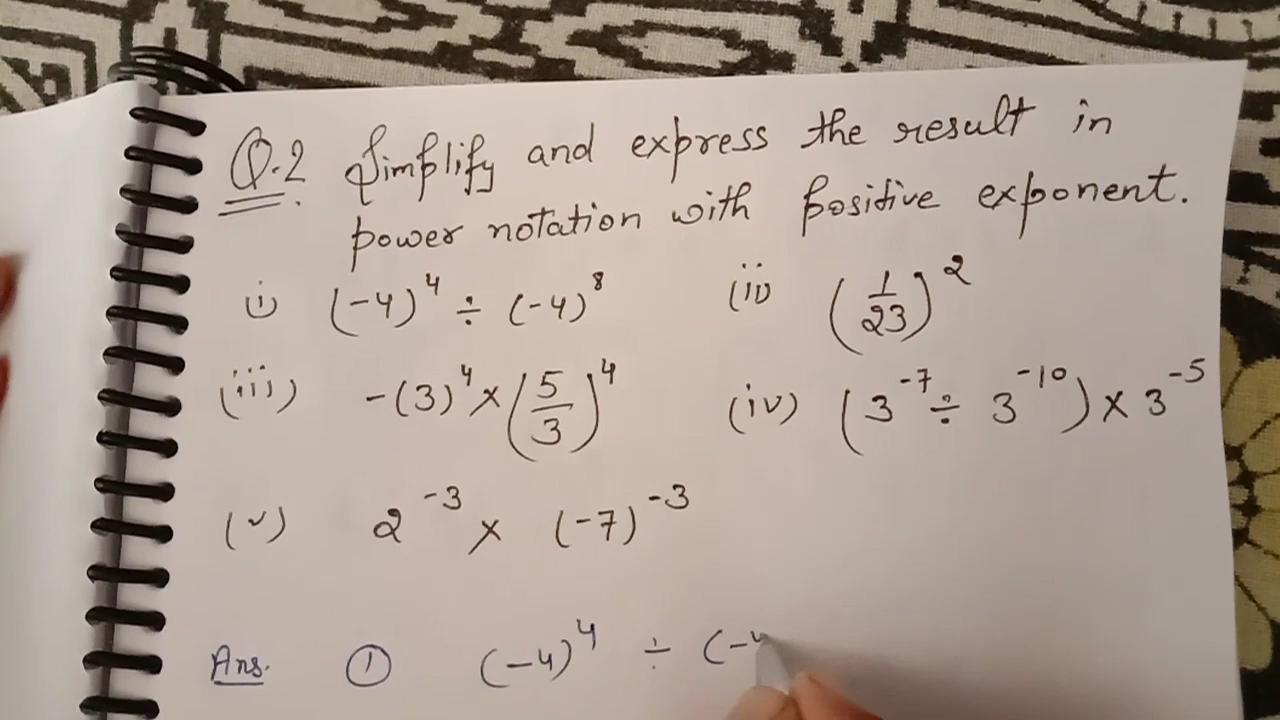 Q.2 Simplify and express the result in
power notation with positive exponent.
(i) (-4)⁴ ÷ (-4)⁸ (ii) (1/23)²
(iii) -(3)⁴ × (5/3)⁴ (iv) (3⁻⁷ ÷ 3⁻¹⁰) × 3⁻⁵
(v) 2⁻³ × (-7)⁻³
Ans. ① (-4)⁴ ÷ (-4